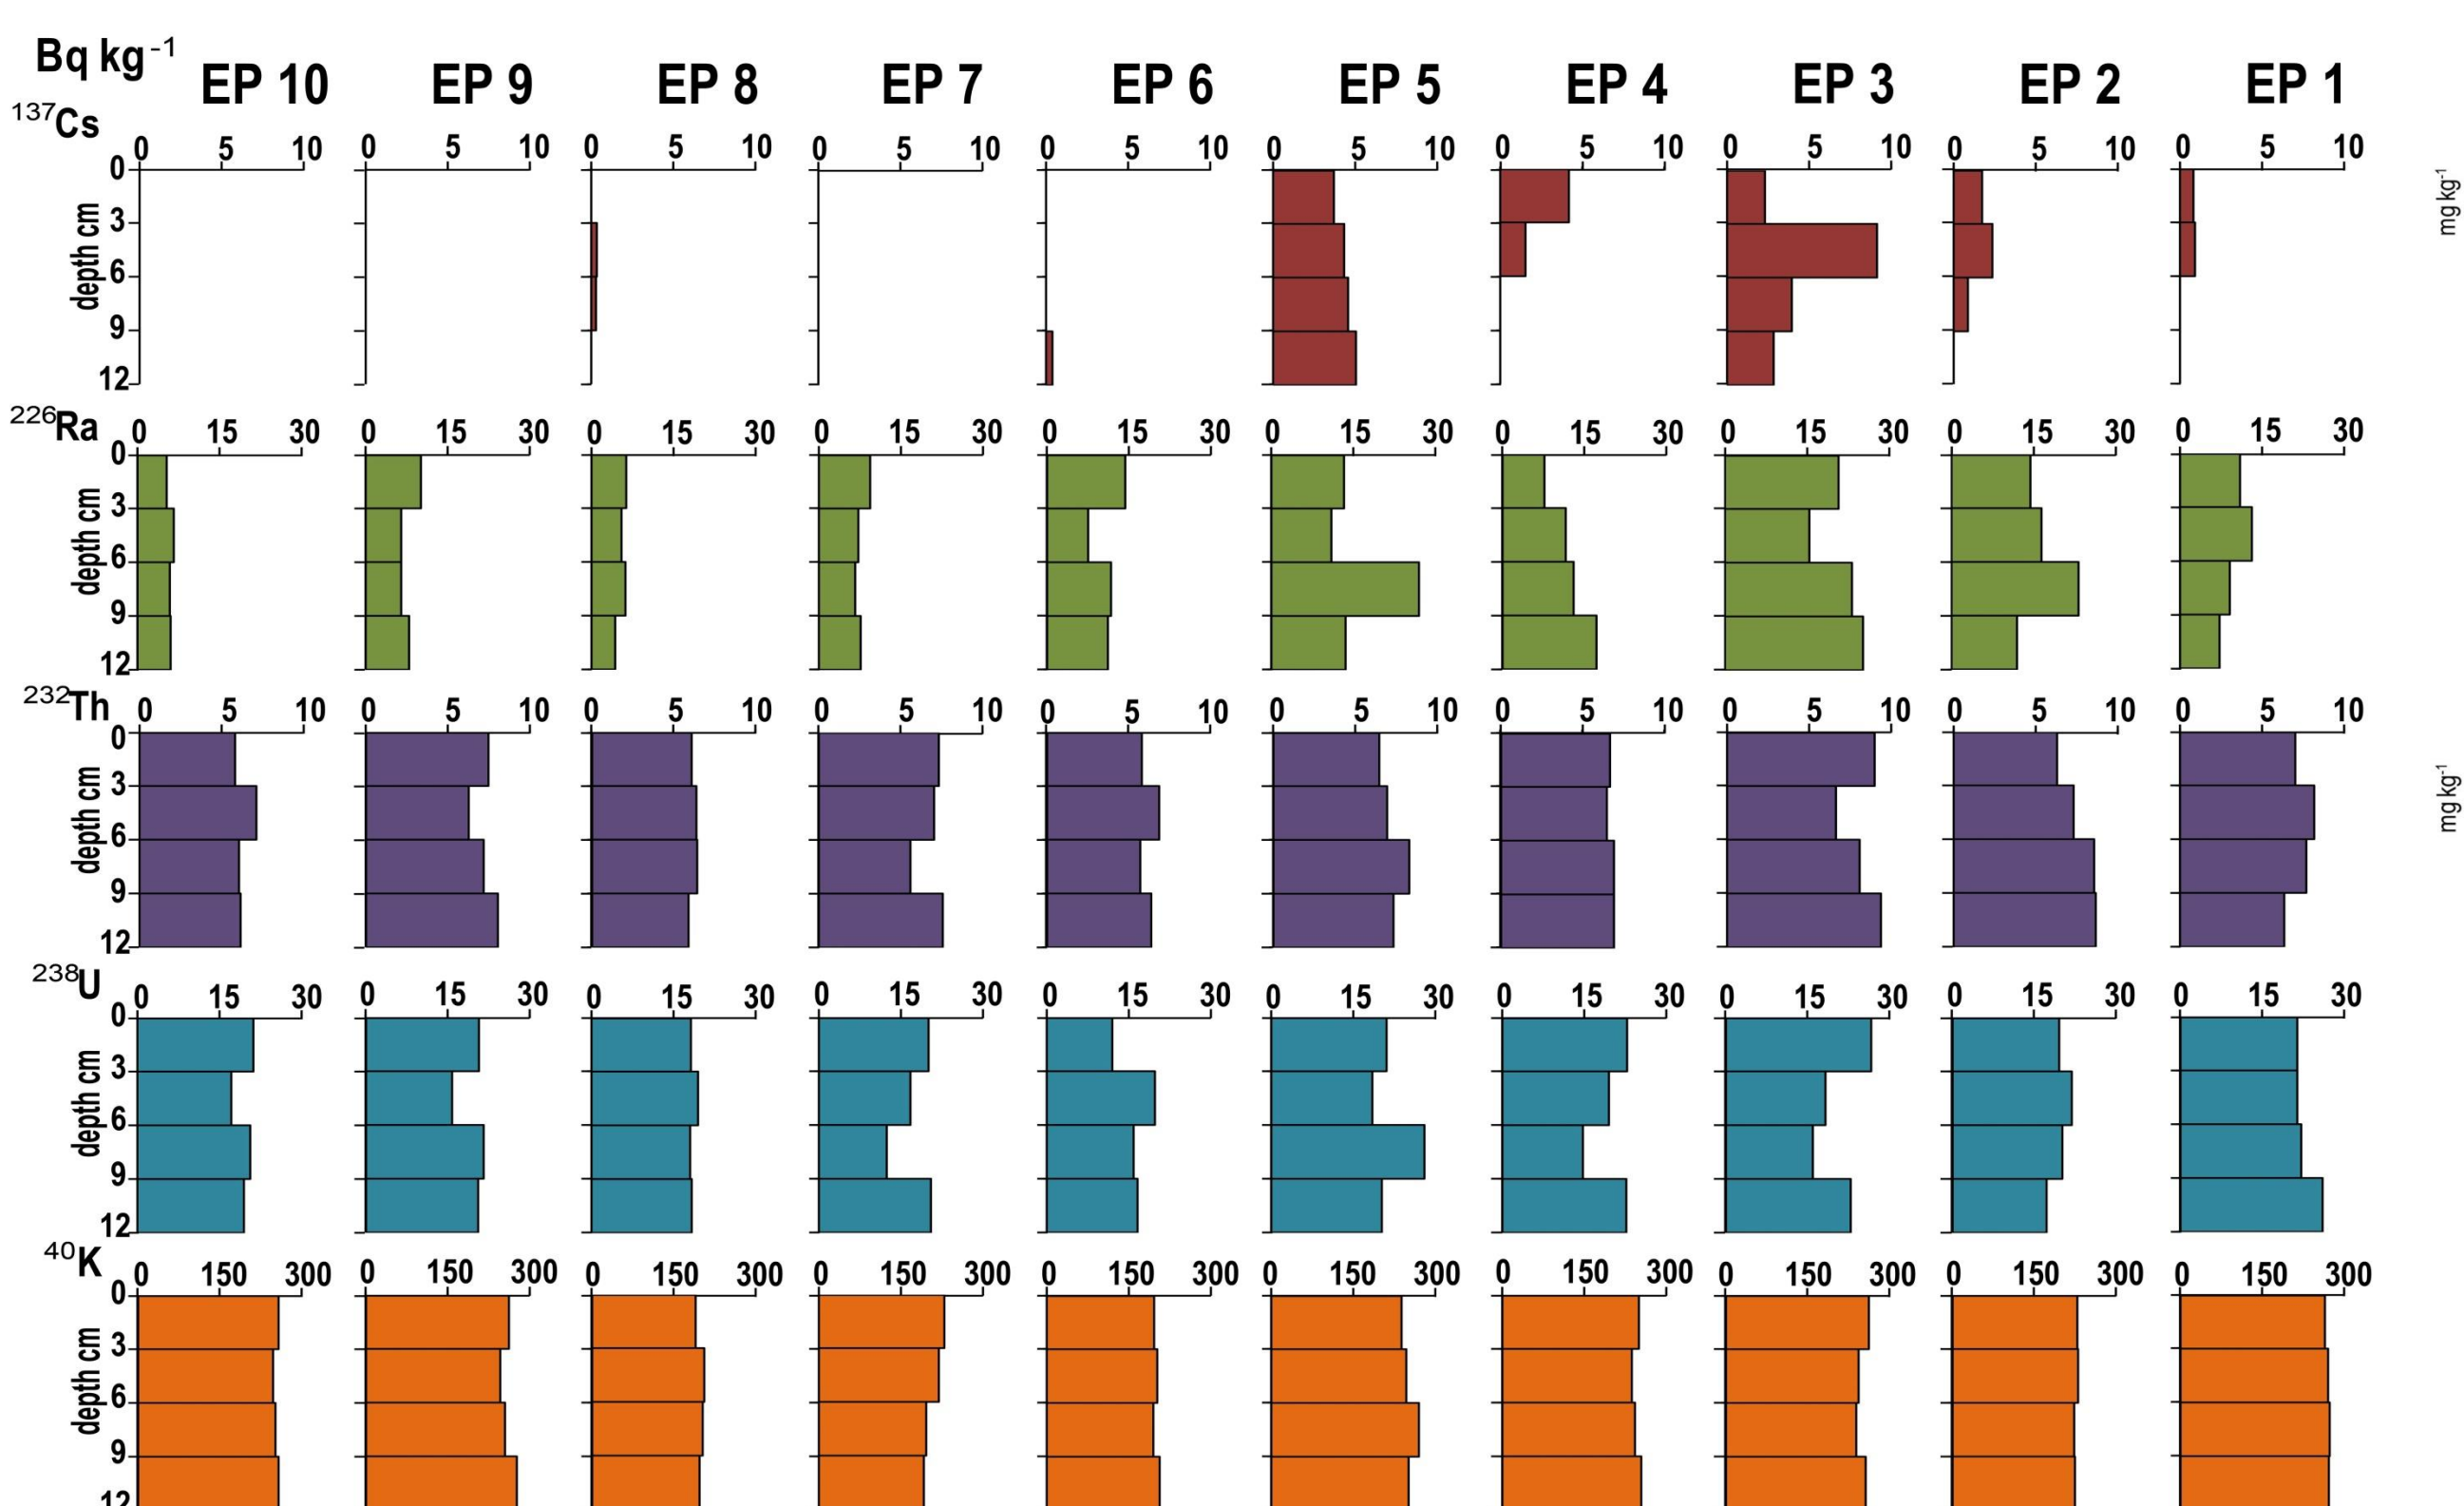 Bq kg-1
EP 10 EP 9 EP 8 EP 7 EP 6 EP 5 EP 4 EP 3 EP 2 EP 1
137Cs
0 5 10 0 5 10 0 5 10 0 5 10 0 5 10 0 5 10 0 5 10 0 5 10 0 5 10 0 5 10
0
3
6
9
12
depth cm
mg kg-1
226Ra
0 15 30 0 15 30 0 15 30 0 15 30 0 15 30 0 15 30 0 15 30 0 15 30 0 15 30 0 15 30
0
3
6
9
12
depth cm
232Th
0 5 10 0 5 10 0 5 10 0 5 10 0 5 10 0 5 10 0 5 10 0 5 10 0 5 10 0 5 10
0
3
6
9
12
depth cm
mg kg-1
238U
0 15 30 0 15 30 0 15 30 0 15 30 0 15 30 0 15 30 0 15 30 0 15 30 0 15 30 0 15 30
0
3
6
9
12
depth cm
40K
0 150 300 0 150 300 0 150 300 0 150 300 0 150 300 0 150 300 0 150 300 0 150 300 0 150 300 0 150 300
0
3
6
9
12
depth cm